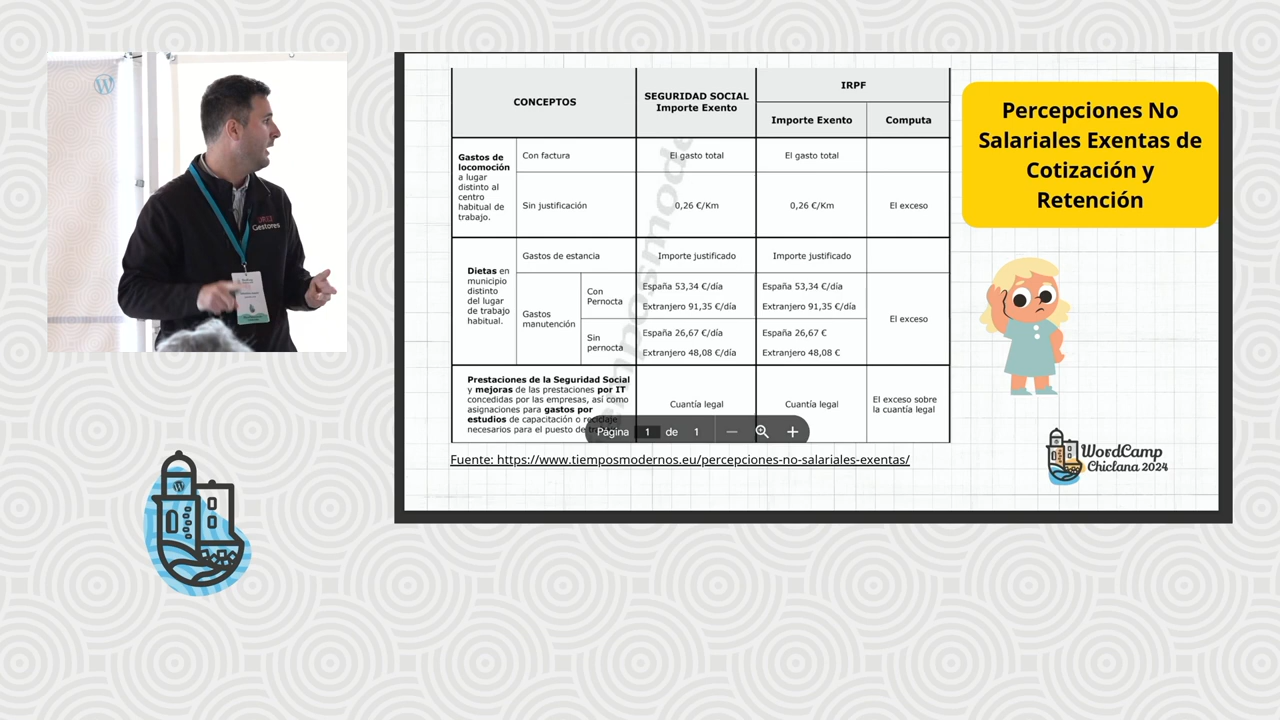 CONCEPTOS
SEGURIDAD SOCIAL
Importe Exento
IRPF
Importe Exento
Computa
Gastos de
locomoción
a lugar
distinto al
centro
habitual de
trabajo.
Con factura
El gasto total
El gasto total
Sin justificación
0,26 €/Km
0,26 €/Km
El exceso
Dietas en
municipio
distinto
del lugar
de trabajo
habitual.
Gastos de estancia
Importe justificado
Importe justificado
Gastos
manutención
Con
Pernocta
España 53,34 €/día
Extranjero 91,35 €/día
España 53,34 €/día
Extranjero 91,35 €/día
El exceso
Sin
pernocta
España 26,67 €/día
Extranjero 48,08 €/día
España 26,67 €
Extranjero 48,08 €
Prestaciones de la Seguridad Social
y mejoras de las prestaciones por IT
concedidas por las empresas, así como
asignaciones para gastos por
estudios de capacitación o reciclaje
necesarios para el puesto de
Cuantía legal
Cuantía legal
El exceso sobre
la cuantía legal
Página 1 de 1
Fuente: https://www.tiemposmodernos.eu/percepciones-no-salariales-exentas/
Percepciones No
Salariales Exentas de
Cotización y
Retención
WordCamp
Chiclana 2024
Gestores